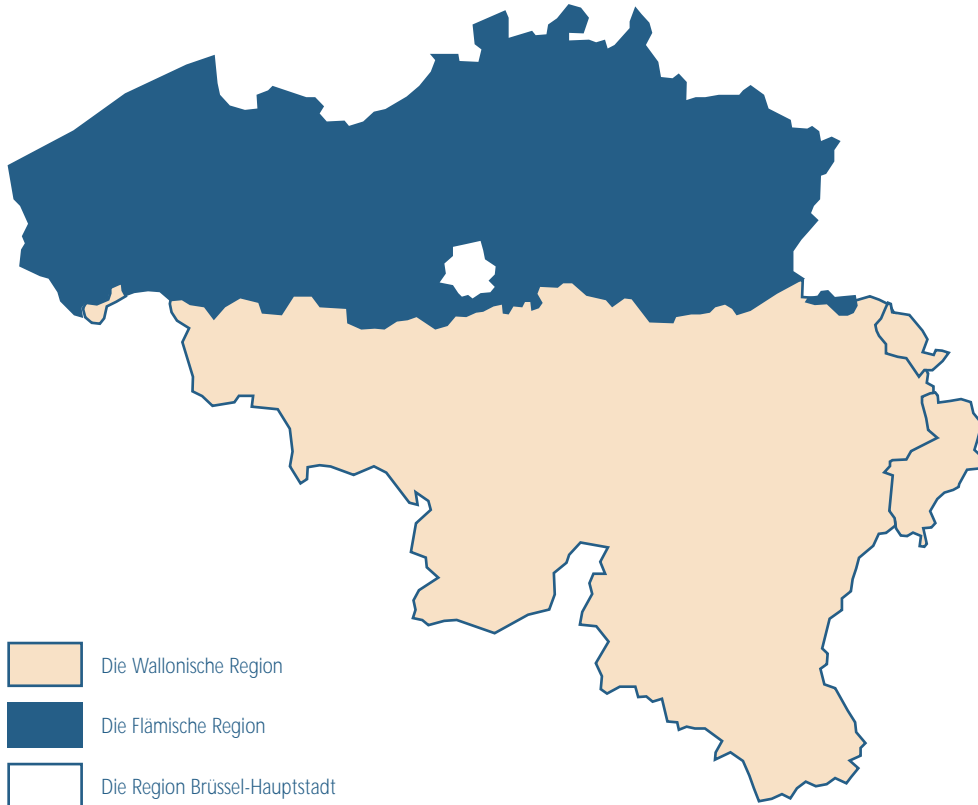 Die Wallonische Region
Die Flämische Region
Die Region Brüssel-Hauptstadt